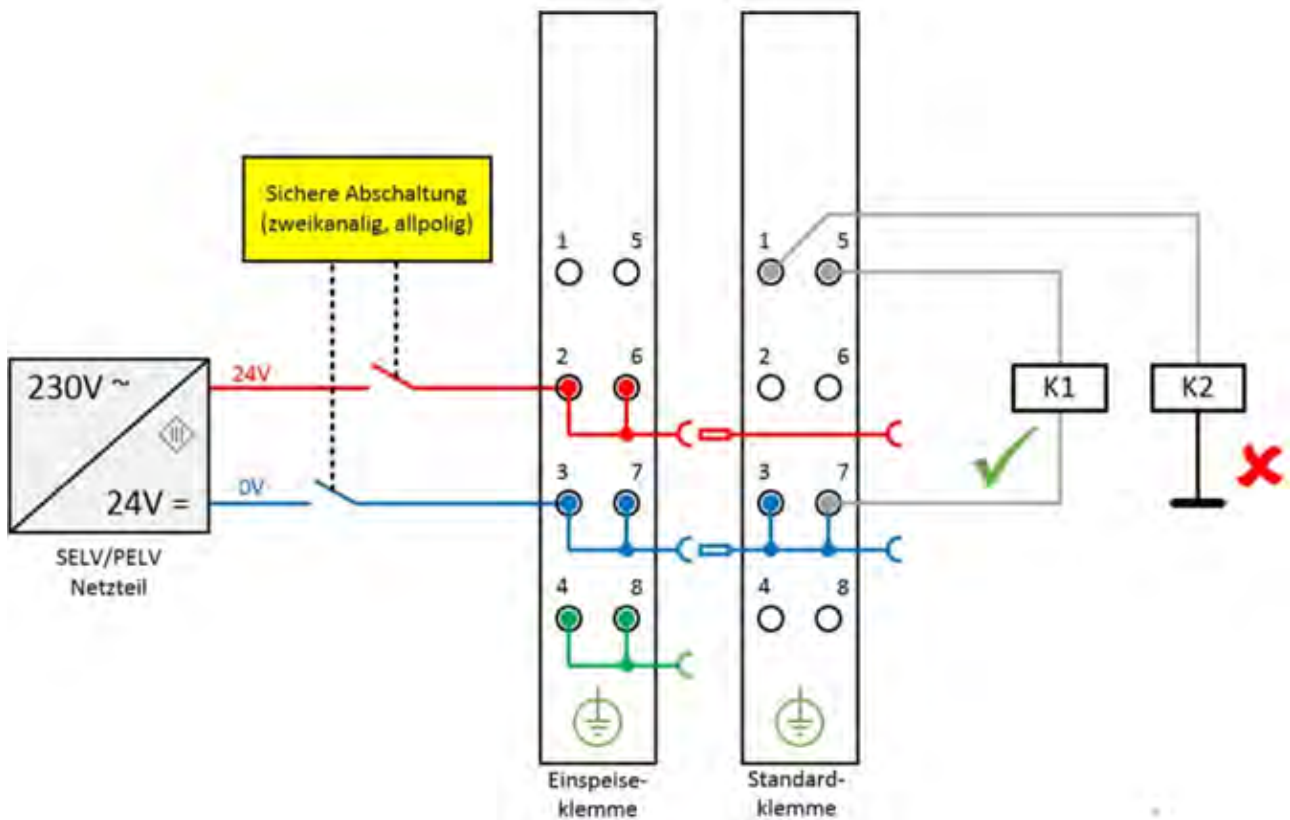 Sichere Abschaltung
(zweikanalig, allpolig)
1 5
1 5
230V ~
24V
2 6
2 6
K1 K2
III
24V =
0V
3 7
3 7
SELV/PELV
Netzteil
4 8
4 8
Einspeise-
klemme
Standard-
klemme